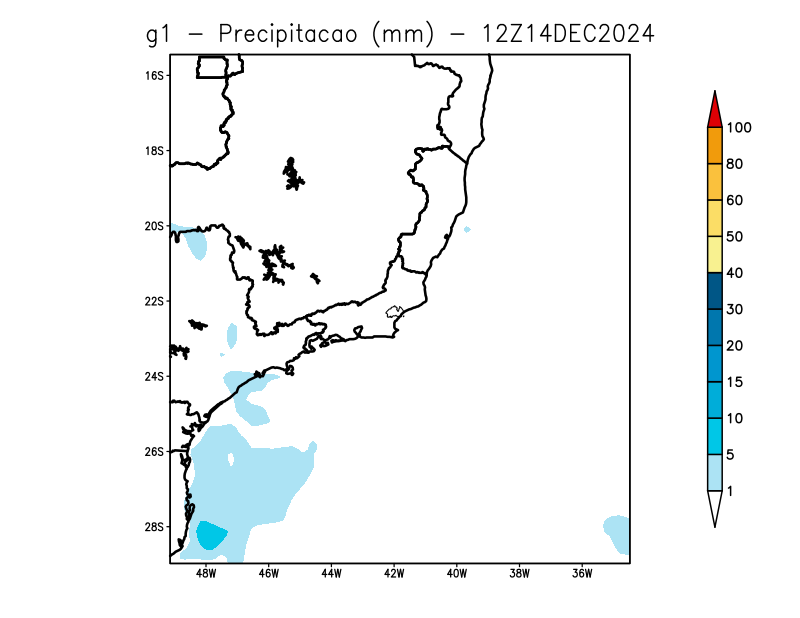 g1 – Precipitacao (mm) – 12Z14DEC2024
16S
18S
20S
22S
24S
26S
28S
48W 46W 44W 42W 40W 38W 36W
100
80
60
50
40
30
20
15
10
5
1